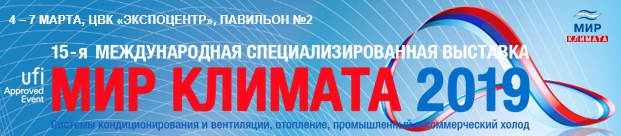 4 – 7 МАРТА, ЦВК «ЭКСПОЦЕНТР», ПАВИЛЬОН №2
МИР
КЛИМАТА
15-я МЕЖДУНАРОДНАЯ СПЕЦИАЛИЗИРОВАННАЯ ВЫСТАВКА
ufi
Approved
Event
МИР КЛИМАТА 2019
Системы кондиционирования и вентиляции, отопление, промышленный и коммерческий холод